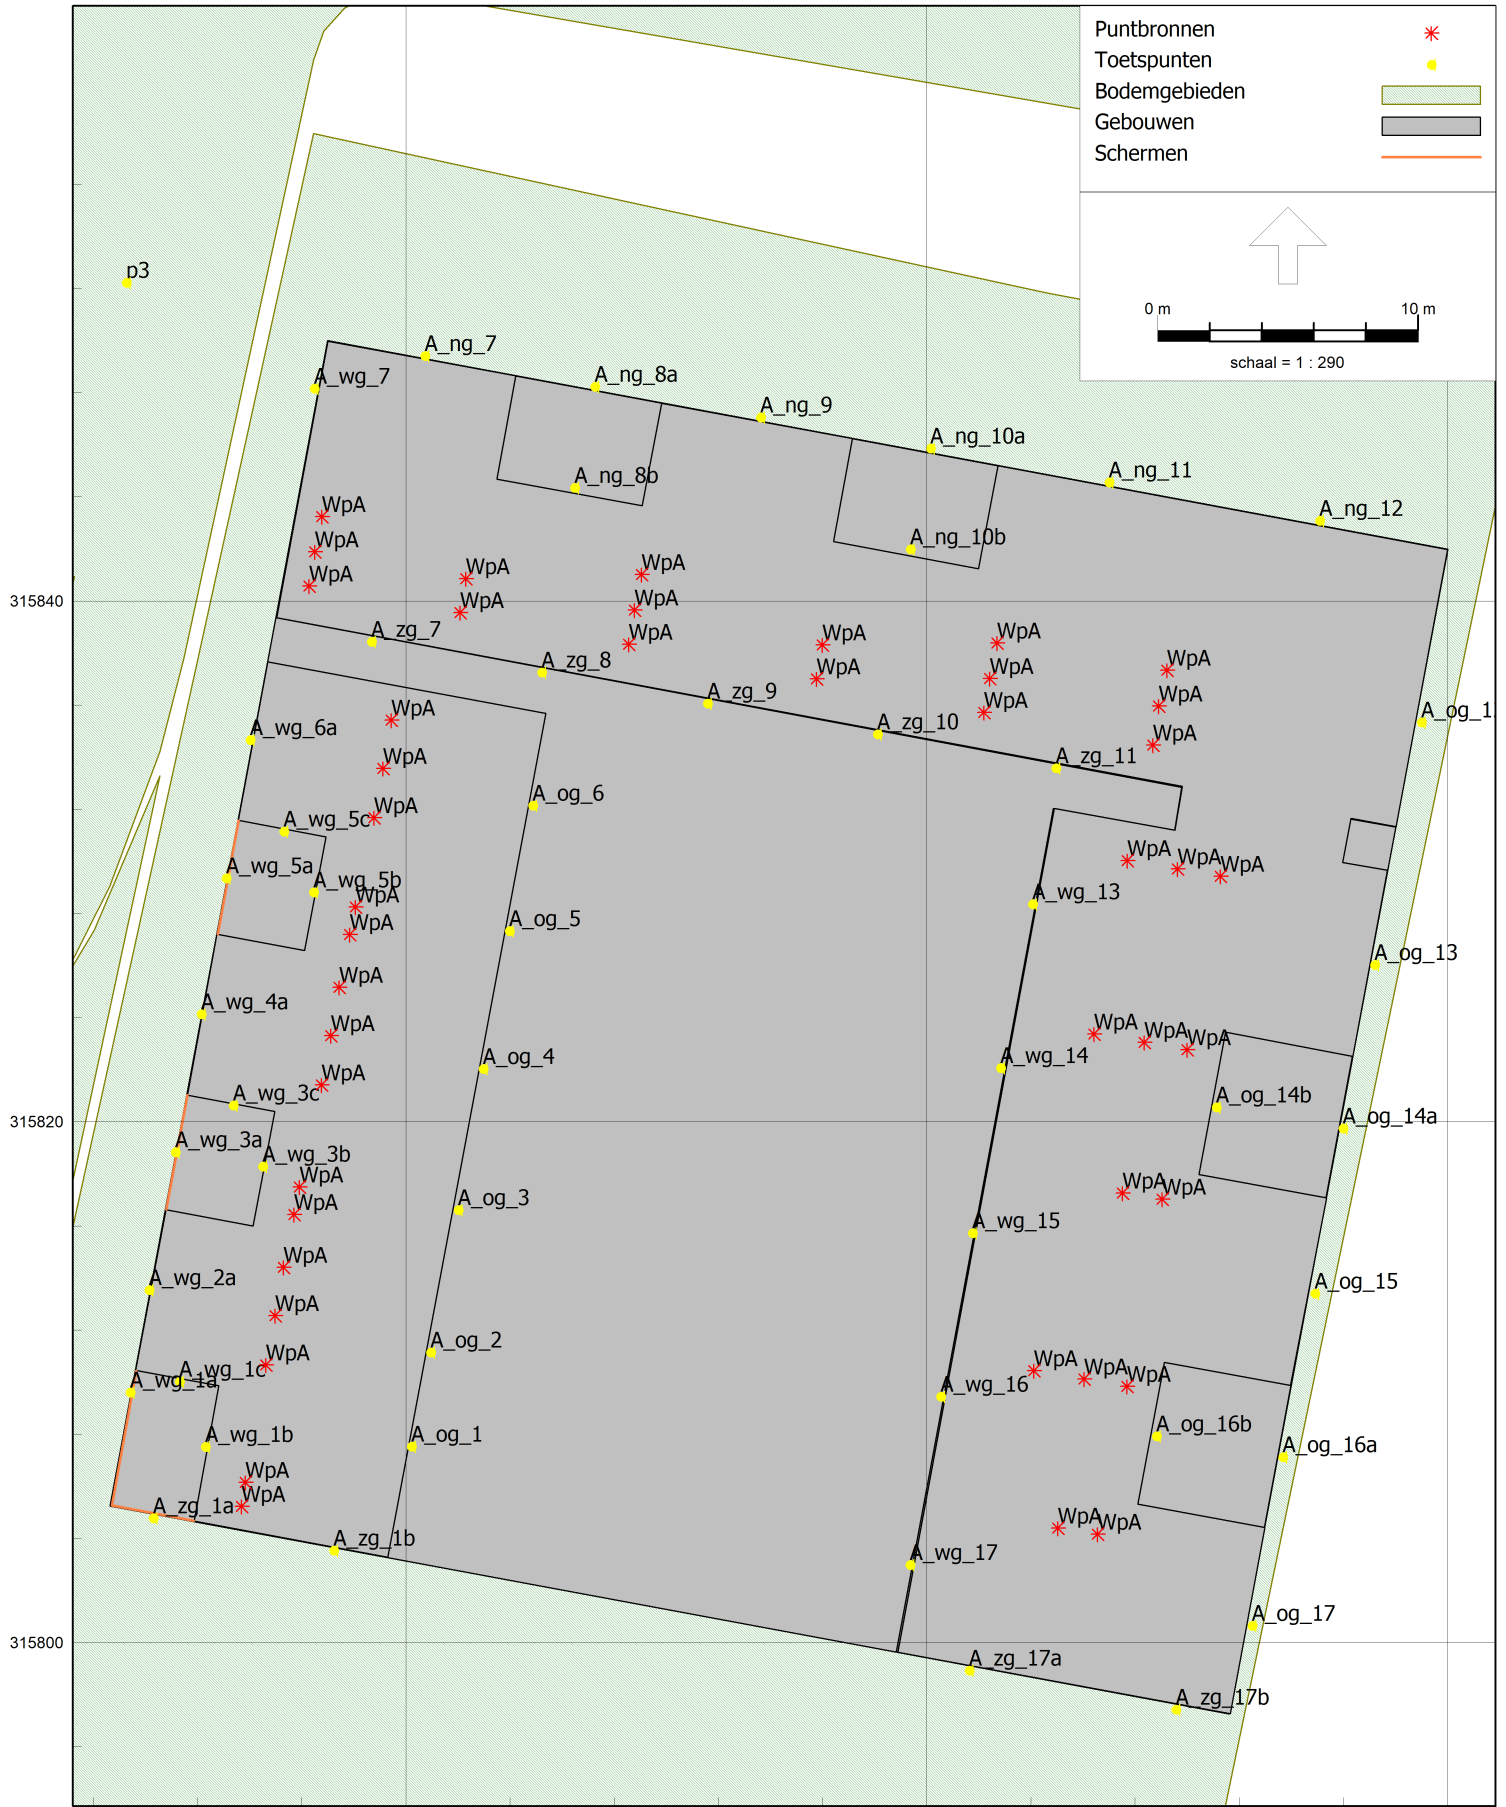 Puntbronnen
Toetspunten
Bodemgebieden
Gebouwen
Schermen
0 m 10 m
schaal = 1 : 290
p3
A_ng_7
A_wg_7
A_ng_8a
A_ng_9
A_ng_10a
A_ng_11
A_ng_8b
A_ng_12
WpA
A_ng_10b
WpA
WpA
WpA
WpA
315840
WpA
WpA
A_zg_7
WpA
WpA
WpA
A_zg_8
WpA
WpA
WpA
A_zg_9
WpA
WpA
WpA
A_og_1
A_wg_6a
A_zg_10
WpA
WpA
A_zg_11
WpA
A_og_6
A_wg_5c
WpA
WpA
WpA
A_wg_5a
A_wg_5b
A_wg_13
WpA
WpA
A_og_5
A_og_13
WpA
A_wg_4a
WpA
WpA
WpA
WpA
A_og_4
A_wg_14
WpA
A_wg_3c
A_og_14b
315820
A_og_14a
A_wg_3a
A_wg_3b
WpA
WpA
WpA
WpA
A_og_3
A_wg_15
WpA
A_wg_2a
A_og_15
WpA
A_og_2
WpA
A_wg_1c
A_wg_1a
WpA
WpA
WpA
A_wg_16
A_og_16b
A_wg_1b
A_og_1
A_og_16a
WpA
WpA
A_zg_1a
WpA
WpA
A_zg_1b
A_wg_17
A_og_17
315800
A_zg_17a
A_zg_17b